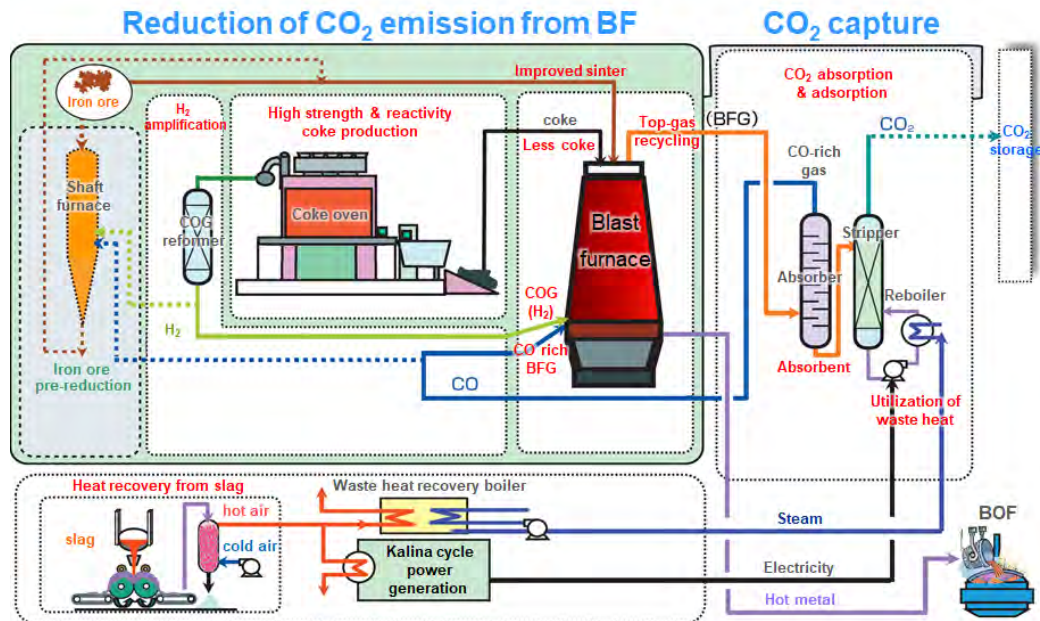 Reduction of CO2 emission from BF
CO2 capture
Iron ore
Improved sinter
CO2 absorption
& adsorption
H2
amplification
High strength & reactivity
coke production
coke
Less coke
Top-gas
recycling
(BFG)
CO2
CO2
storage
CO-rich
gas
Shaft
furnace
COG
reformer
Coke oven
Blast
furnace
Absorber
Stripper
Reboiler
COG
(H2)
H2
CO rich
BFG
CO
Iron ore
pre-reduction
Absorbent
Utilization of
waste heat
Heat recovery from slag
Waste heat recovery boiler
hot air
slag
cold air
Steam
BOF
Kalina cycle
power
generation
Electricity
Hot metal